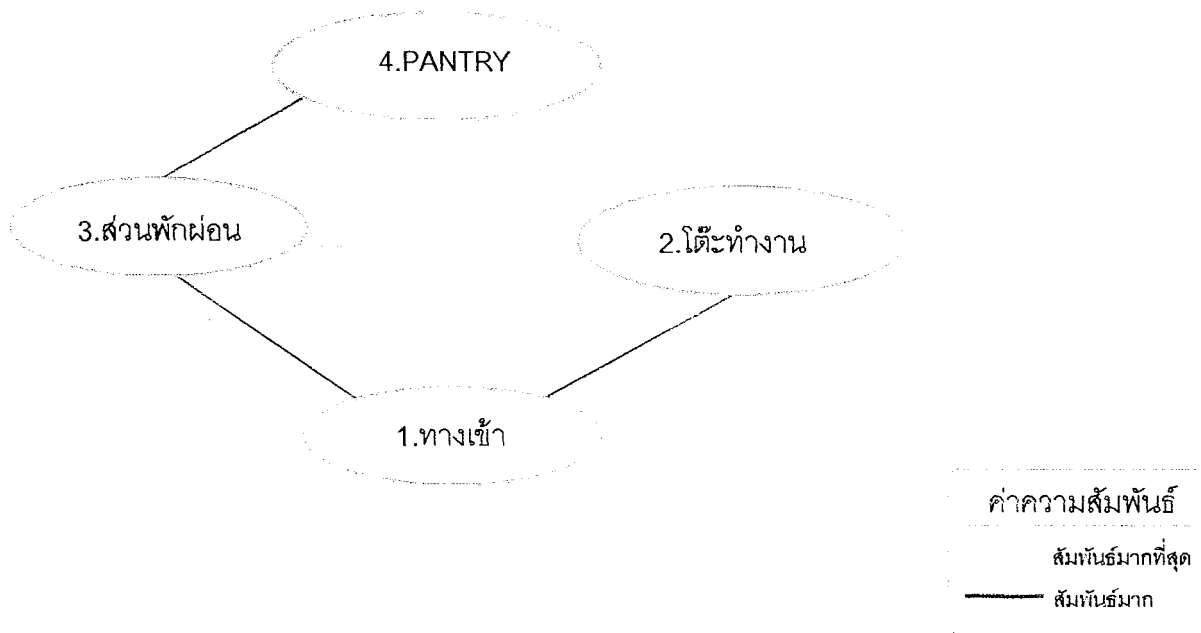 4.PANTRY
3.ส่วนพักผ่อน
2.โต๊ะทำงาน
1.ทางเข้า
ค่าความสัมพันธ์
สัมพันธ์มากที่สุด
สัมพันธ์มาก